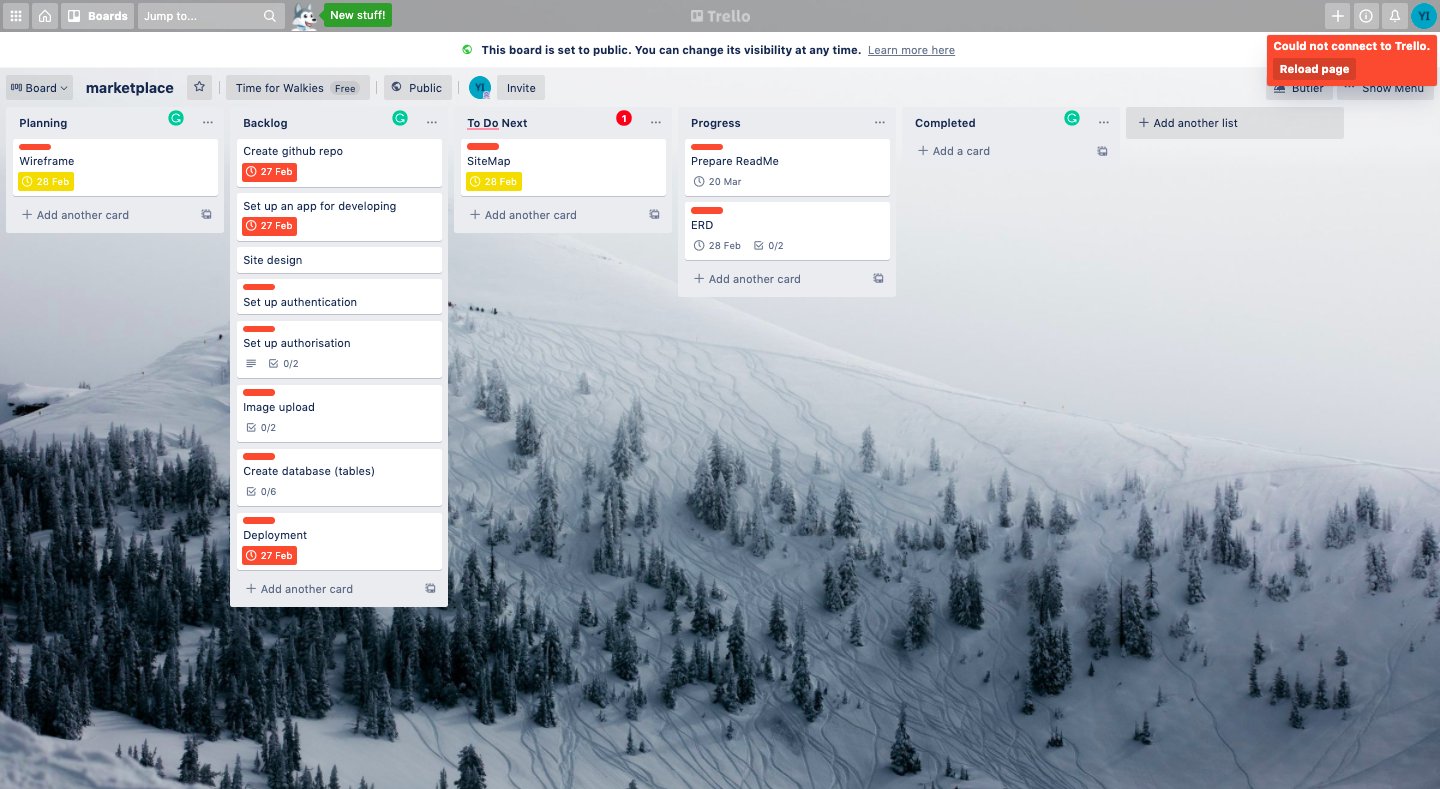 Boards
Jump to...
New stuff!
Trello
YI
This board is set to public. You can change its visibility at any time. Learn more here
Could not connect to Trello.
Reload page
Board
marketplace
Time for Walkies Free
Public
YI
Invite
Butler
Show Menu
Planning
Wireframe
28 Feb
Add another card
Backlog
Create github repo
27 Feb
Set up an app for developing
27 Feb
Site design
Set up authentication
Set up authorisation
0/2
Image upload
0/2
Create database (tables)
0/6
Deployment
27 Feb
Add another card
To Do Next
1
SiteMap
28 Feb
Add another card
Progress
Prepare ReadMe
20 Mar
ERD
28 Feb 0/2
Add another card
Completed
Add a card
Add another list